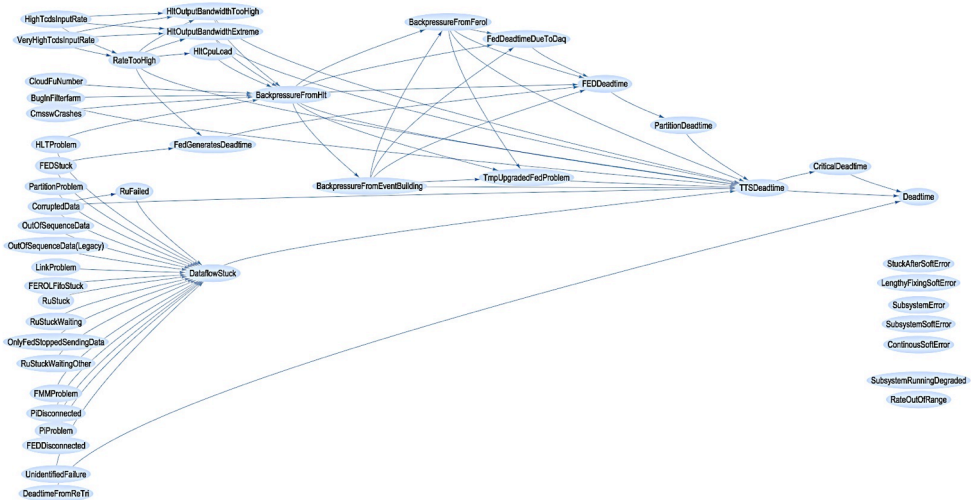 HighTcdsInputRate
VeryHighTcdsInputRate
HltOutputBandwidthTooHigh
HltOutputBandwidthExtreme
RateTooHigh
HltCpuLoad
BackpressureFromFerol
FedDeadtimeDueToDaq
CloudFuNumber
BugInFilterfarm
CmsswCrashes
BackpressureFromHlt
FEDDeadtime
PartitionDeadtime
HLTProblem
FedGeneratesDeadtime
FEDStuck
PartitionProblem
RuFailed
CorruptedData
BackpressureFromEventBuilding
TmpUpgradedFedProblem
TTSDeadtime
CriticalDeadtime
Deadtime
OutOfSequenceData
OutOfSequenceData(Legacy)
LinkProblem
DataflowStuck
FEROLFifoStuck
RuStuck
RuStuckWaiting
OnlyFedStoppedSendingData
RuStuckWaitingOther
FMMProblem
PiDisconnected
PiProblem
FEDDisconnected
UnidentifiedFailure
DeadtimeFromReTri
StuckAfterSoftError
LengthyFixingSoftError
SubsystemError
SubsystemSoftError
ContinousSoftError
SubsystemRunningDegraded
RateOutOfRange